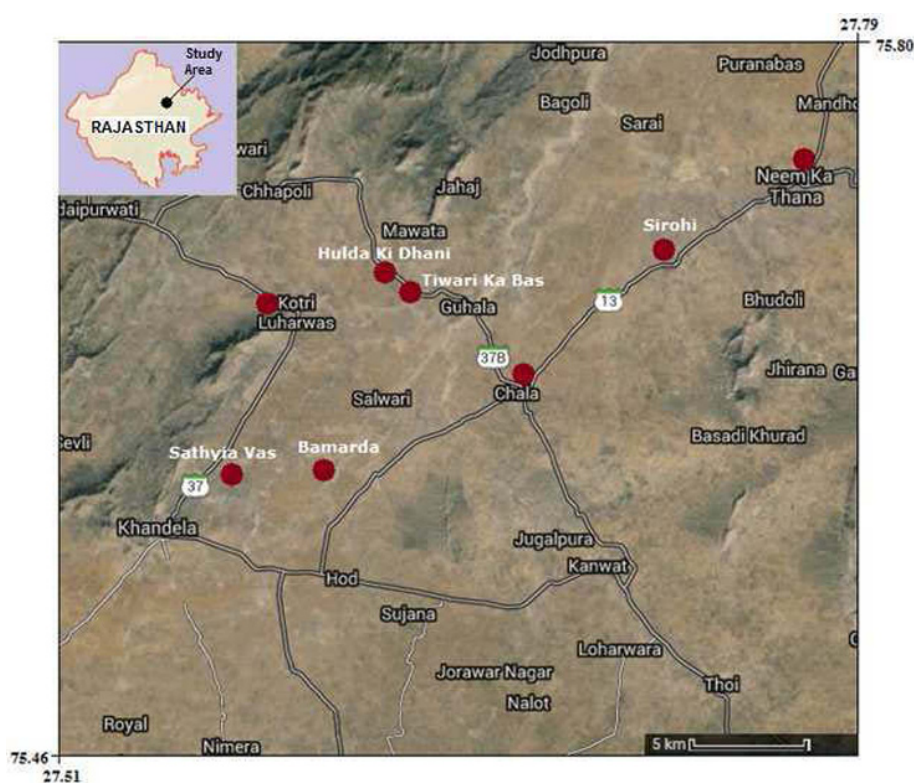 27.79
75.80
Study
Area
RAJASTHAN
Jodhpura
Puranabas
Bagoli
Mandho
Sarai
wari
Neem Ka
Thana
Chhapoli
Jahaj
daipurwati
Mawata
Sirohi
Hulda Ki Dhani
Tiwari Ka Bas
Kotri
Luharwas
Guhala
13
Bhudoli
37B
Jhirana
Ga
Chala
Salwari
Sevli
Basadi Khurad
Sathyia Vas
Bamarda
37
Khandela
Jugalpura
Kanwat
Hod
Sujana
Loharwara
Jorawar Nagar
Thoi
Nalot
Royal
Nimera
5 km
75.46
27.51